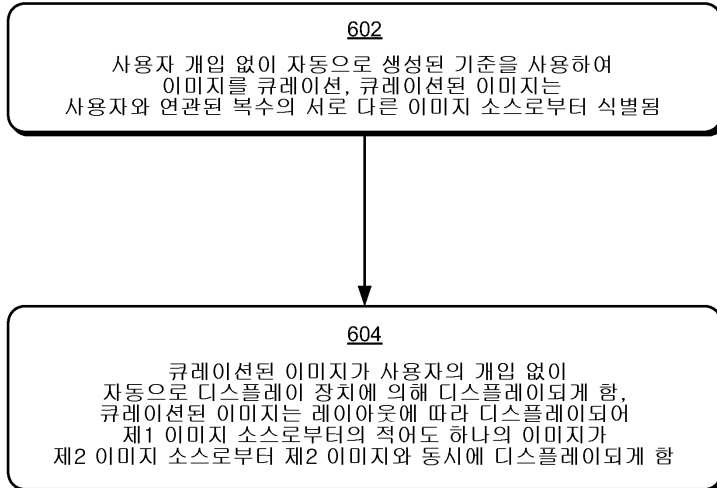 602
사용자 개입 없이 자동으로 생성된 기준을 사용하여
이미지를 큐레이션, 큐레이션된 이미지는
사용자와 연관된 복수의 서로 다른 이미지 소스로부터 식별됨
604
큐레이션된 이미지가 사용자의 개입 없이
자동으로 디스플레이 장치에 의해 디스플레이되게 함,
큐레이션된 이미지는 레이아웃에 따라 디스플레이되어
제1 이미지 소스로부터의 적어도 하나의 이미지가
제2 이미지 소스로부터 제2 이미지와 동시에 디스플레이되게 함